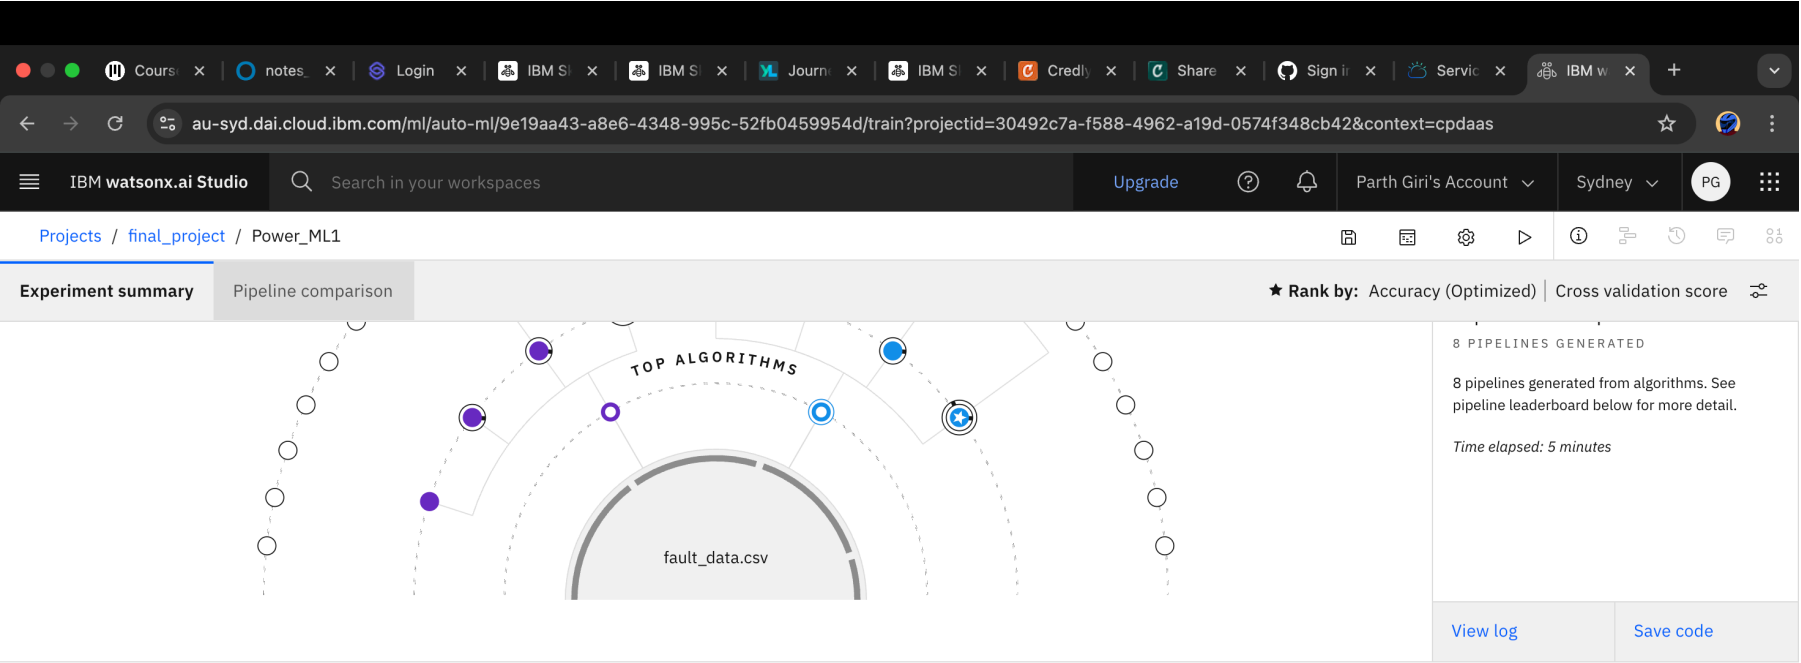 Cours
notes_
Login
IBM S
IBM S
Journ
IBM S
Credly
Share
Sign in
Servic
IBM w
au-syd.dai.cloud.ibm.com/ml/auto-ml/9e19aa43-a8e6-4348-995c-52fb0459954d/train?projectid=30492c7a-f588-4962-a19d-0574f348cb42&context=cpdaas
IBM watsonx.ai Studio
Search in your workspaces
Upgrade
Parth Giri's Account
Sydney
PG
Projects / final_project / Power_ML1
Experiment summary
Pipeline comparison
Rank by: Accuracy (Optimized) | Cross validation score
TOP ALGORITHMS
fault_data.csv
8 PIPELINES GENERATED
8 pipelines generated from algorithms. See
pipeline leaderboard below for more detail.
Time elapsed: 5 minutes
View log
Save code